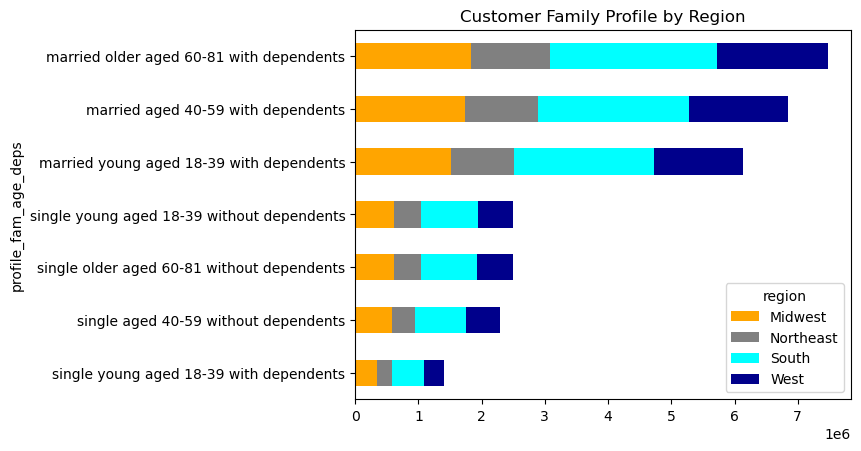 Customer Family Profile by Region
profile_fam_age_deps
married older aged 60-81 with dependents
married aged 40-59 with dependents
married young aged 18-39 with dependents
single young aged 18-39 without dependents
single older aged 60-81 without dependents
single aged 40-59 without dependents
single young aged 18-39 with dependents
region
Midwest
Northeast
South
West
0 1 2 3 4 5 6 7
1e6